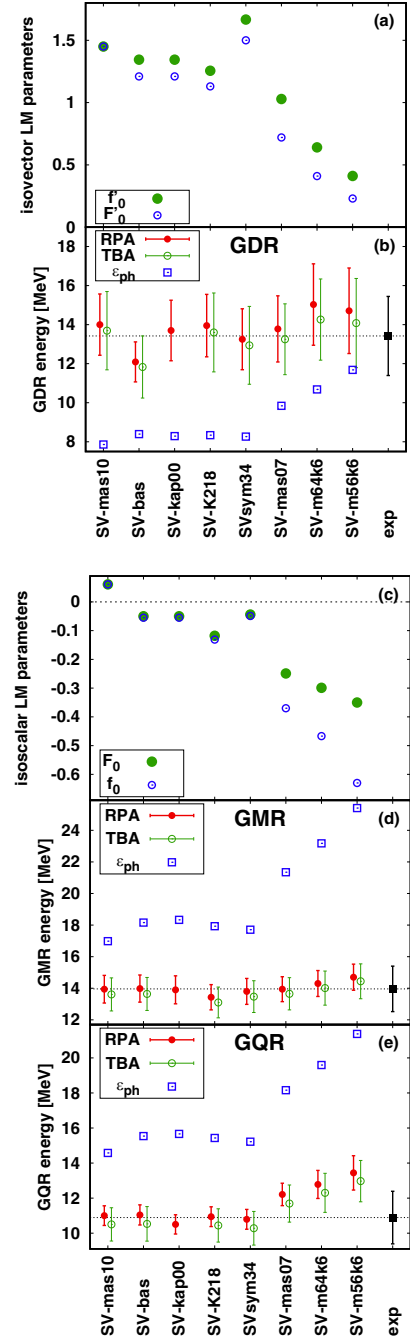 (a)
isovector LM parameters
1.5
1
0.5
0
f'0
F'0
(b)
GDR
RPA
TBA
εph
GDR energy [MeV]
18
16
14
12
10
8
SV-mas10
SV-bas
SV-kap00
SV-K218
SVsym34
SV-mas07
SV-m64k6
SV-m56k6
exp
(c)
isoscalar LM parameters
0
-0.1
-0.2
-0.3
-0.4
-0.5
-0.6
F0
f0
(d)
GMR
RPA
TBA
εph
GMR energy [MeV]
24
22
20
18
16
14
12
(e)
GQR
RPA
TBA
εph
GQR energy [MeV]
20
18
16
14
12
10
SV-mas10
SV-bas
SV-kap00
SV-K218
SVsym34
SV-mas07
SV-m64k6
SV-m56k6
exp